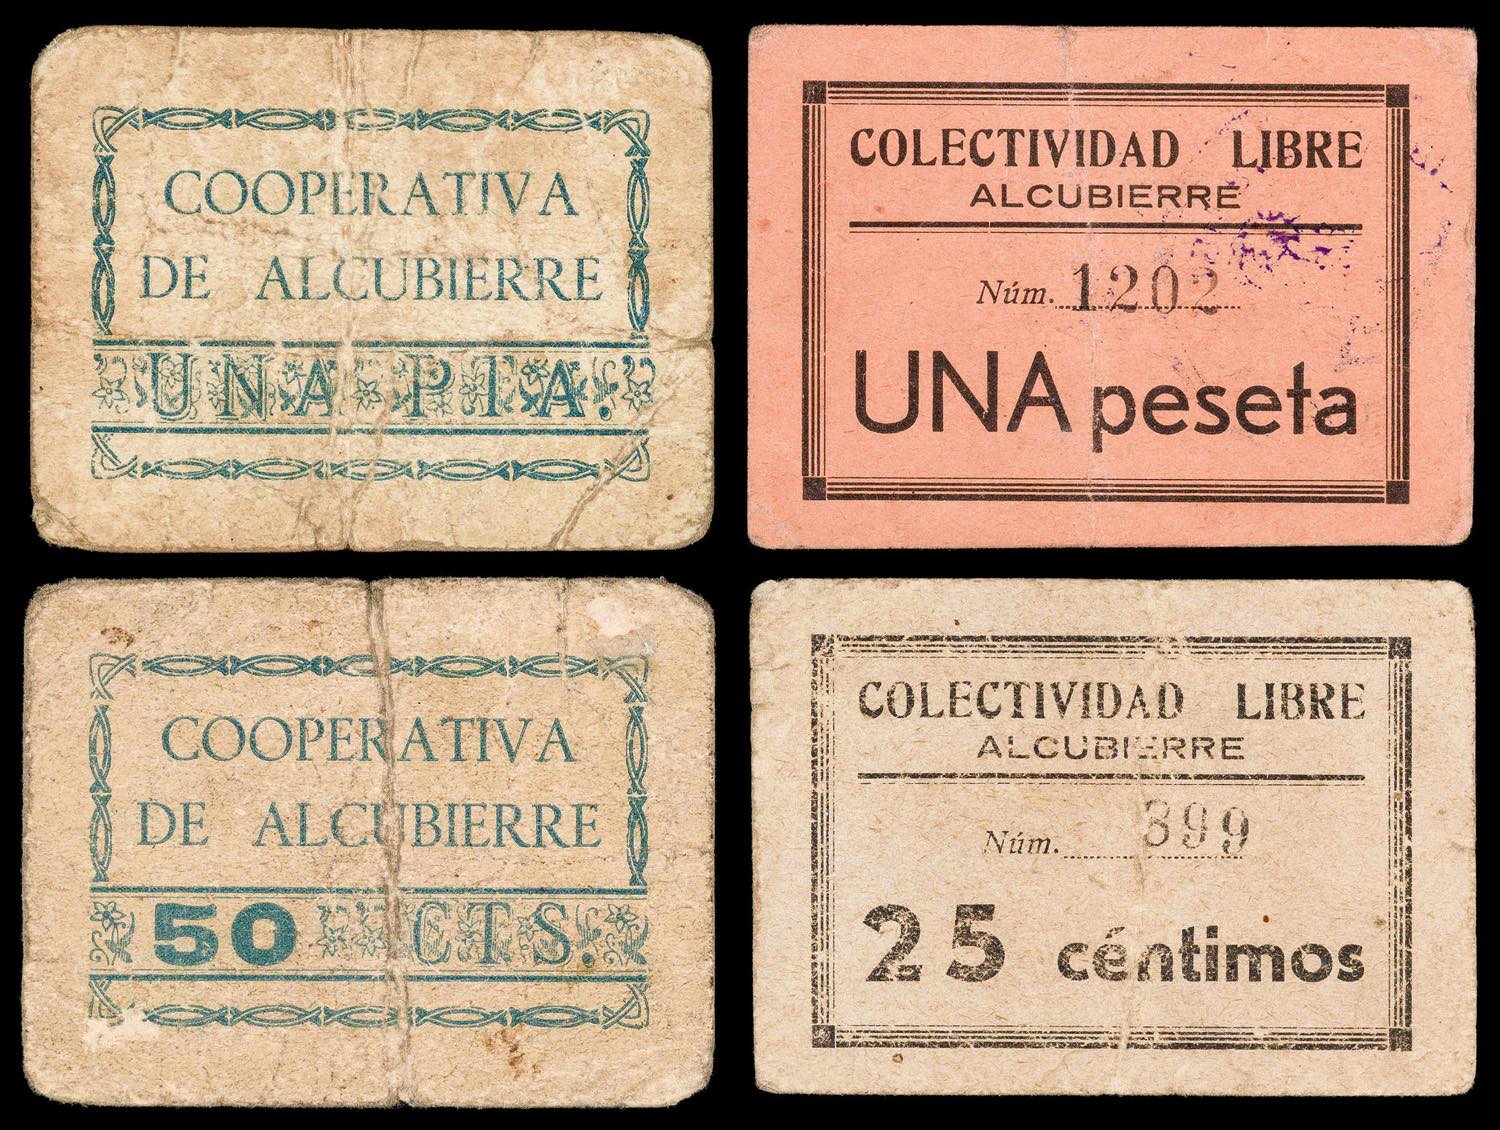 COOPERATIVA
DE ALCUBIERRE
UNA PTA.
COLECTIVIDAD LIBRE
ALCUBIERRE
Núm. 1202
UNA peseta
COOPERATIVA
DE ALCUBIERRE
50 CTS.
COLECTIVIDAD LIBRE
ALCUBIERRE
Núm. 899
25 céntimos